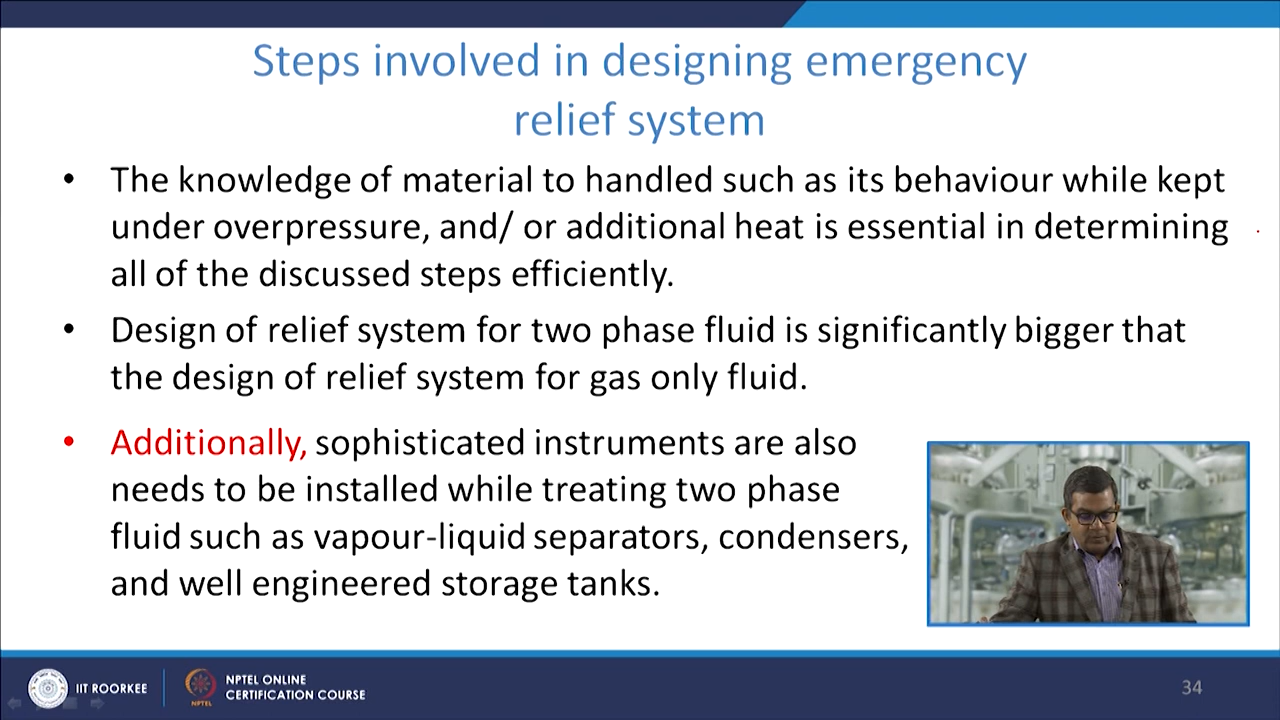 Steps involved in designing emergency
relief system
• The knowledge of material to handled such as its behaviour while kept
under overpressure, and/ or additional heat is essential in determining
all of the discussed steps efficiently.
• Design of relief system for two phase fluid is significantly bigger that
the design of relief system for gas only fluid.
• Additionally, sophisticated instruments are also
needs to be installed while treating two phase
fluid such as vapour-liquid separators, condensers,
and well engineered storage tanks.
IIT ROORKEE
NPTEL
NPTEL ONLINE
CERTIFICATION COURSE
34